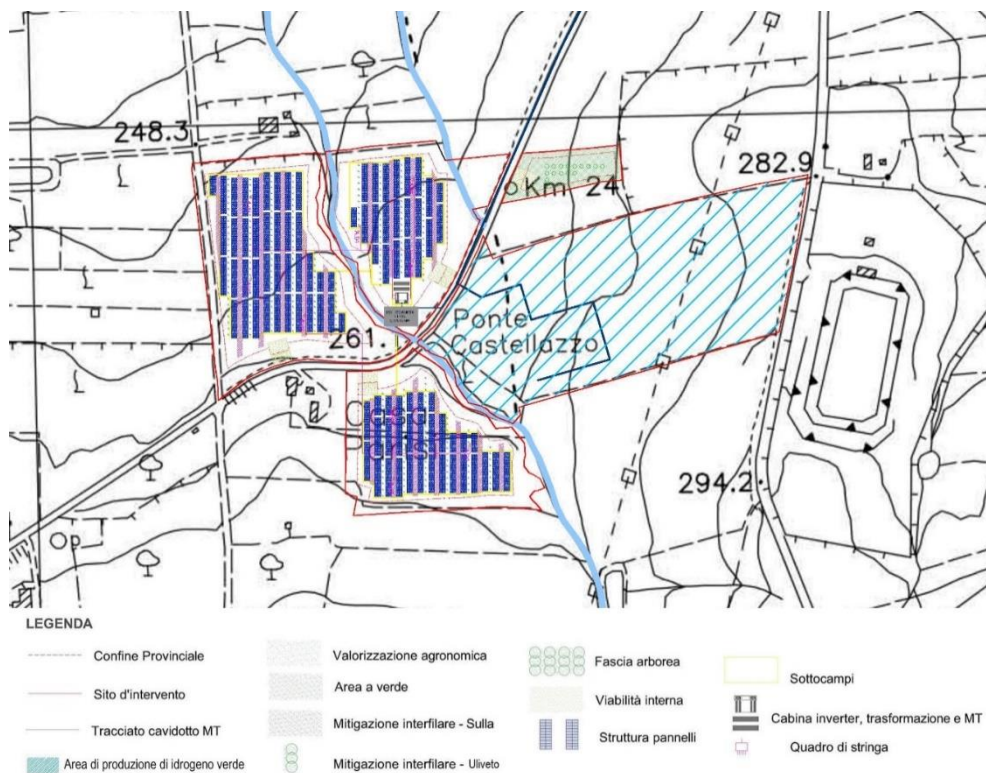 248.3
Km 24
282.9
Ponte
Castellazzo
261.
Casa
294.2
Op
LEGENDA
Confine Provinciale
Sito d'intervento
Tracciato cavidotto MT
Area di produzione di idrogeno verde
Valorizzazione agronomica
Area a verde
Mitigazione interfilare - Sulla
Mitigazione interfilare - Uliveto
Fascia arborea
Viabilità interna
Struttura pannelli
Sottocampi
Cabina inverter, trasformazione e MT
Quadro di stringa